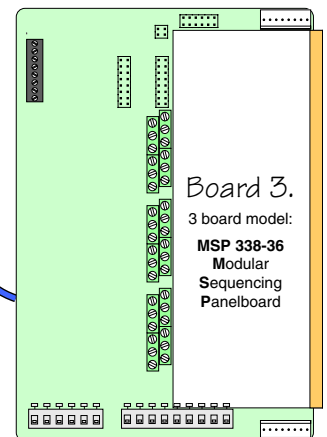 Board 3.
3 board model:
MSP 338-36
Modular
Sequencing
Panelboard